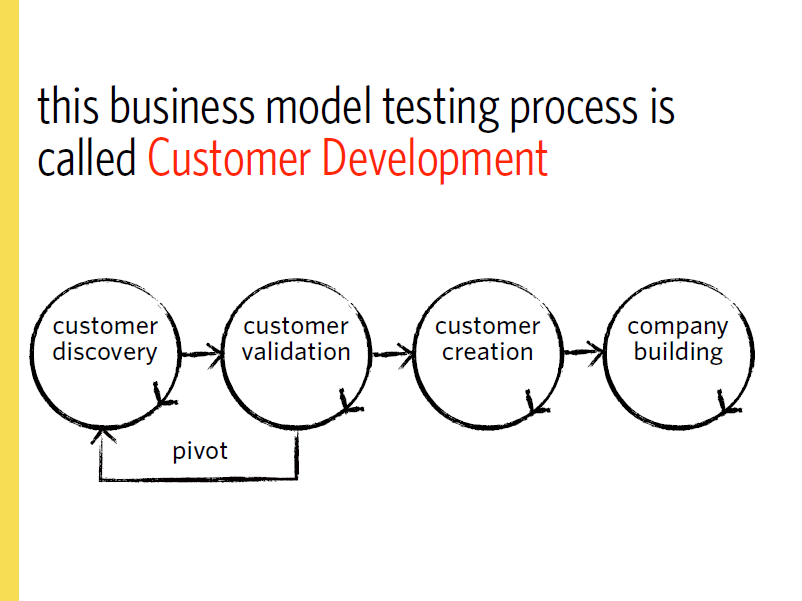 this business model testing process is
called Customer Development
customer
discovery
customer
validation
customer
creation
company
building
pivot